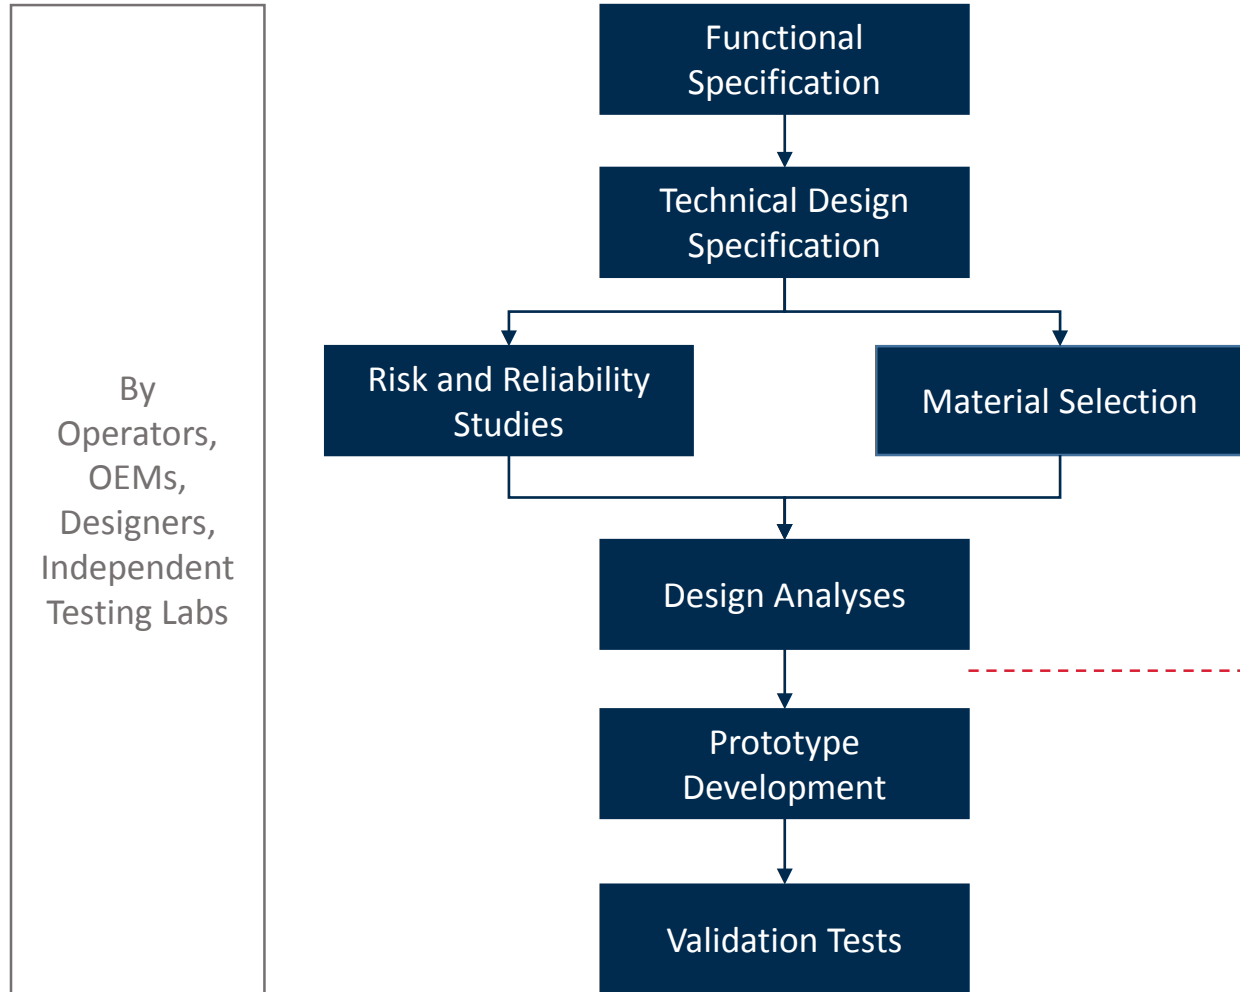 Functional
Specification
Technical Design
Specification
Risk and Reliability
Studies
Material Selection
By
Operators,
OEMs,
Designers,
Independent
Testing Labs
Design Analyses
Prototype
Development
Validation Tests